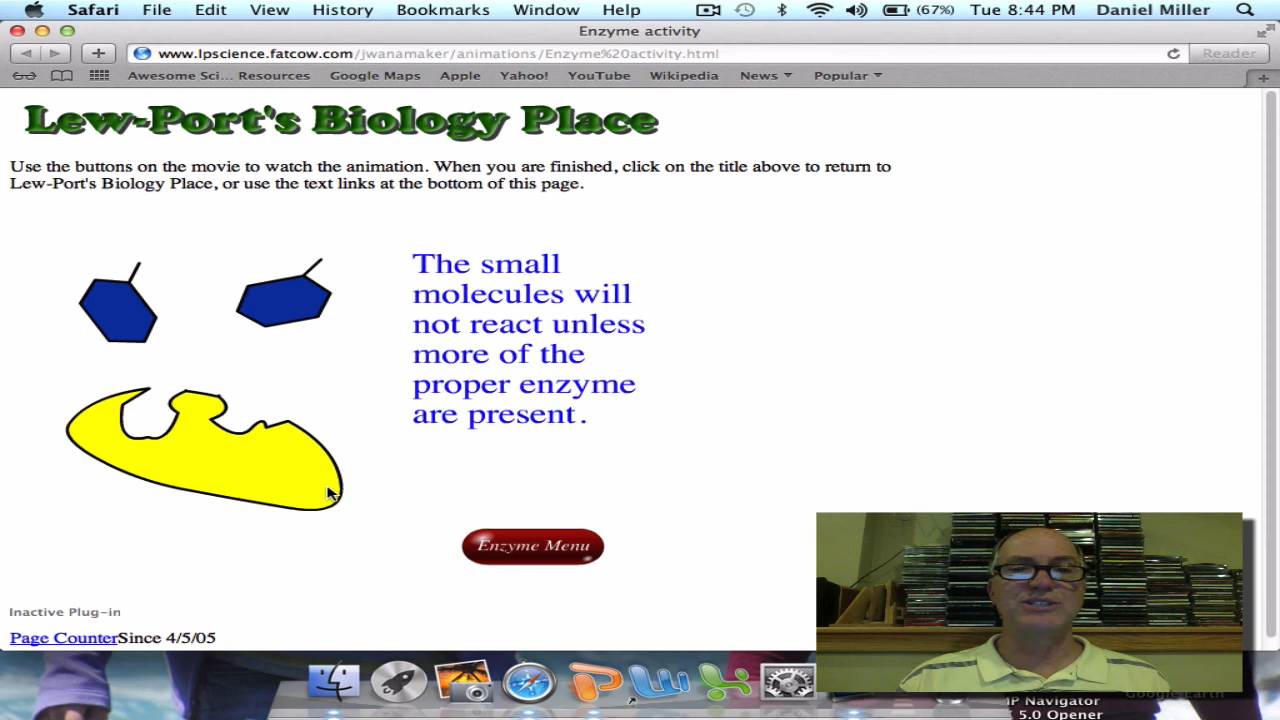 Safari File Edit View History Bookmarks Window Help (67%) Tue 8:44 PM Daniel Miller
Enzyme activity
www.lpscience.fatcow.com/jwanamaker/animations/Enzyme%20activity.html Reader
Awesome Sci... Resources Google Maps Apple Yahoo! YouTube Wikipedia News Popular
Lew-Port's Biology Place
Use the buttons on the movie to watch the animation. When you are finished, click on the title above to return to
Lew-Port's Biology Place, or use the text links at the bottom of this page.
The small
molecules will
not react unless
more of the
proper enzyme
are present.
Enzyme Menu
Inactive Plug-in
Page CounterSince 4/5/05
Google Earth
IP Navigator
5.0 Opener